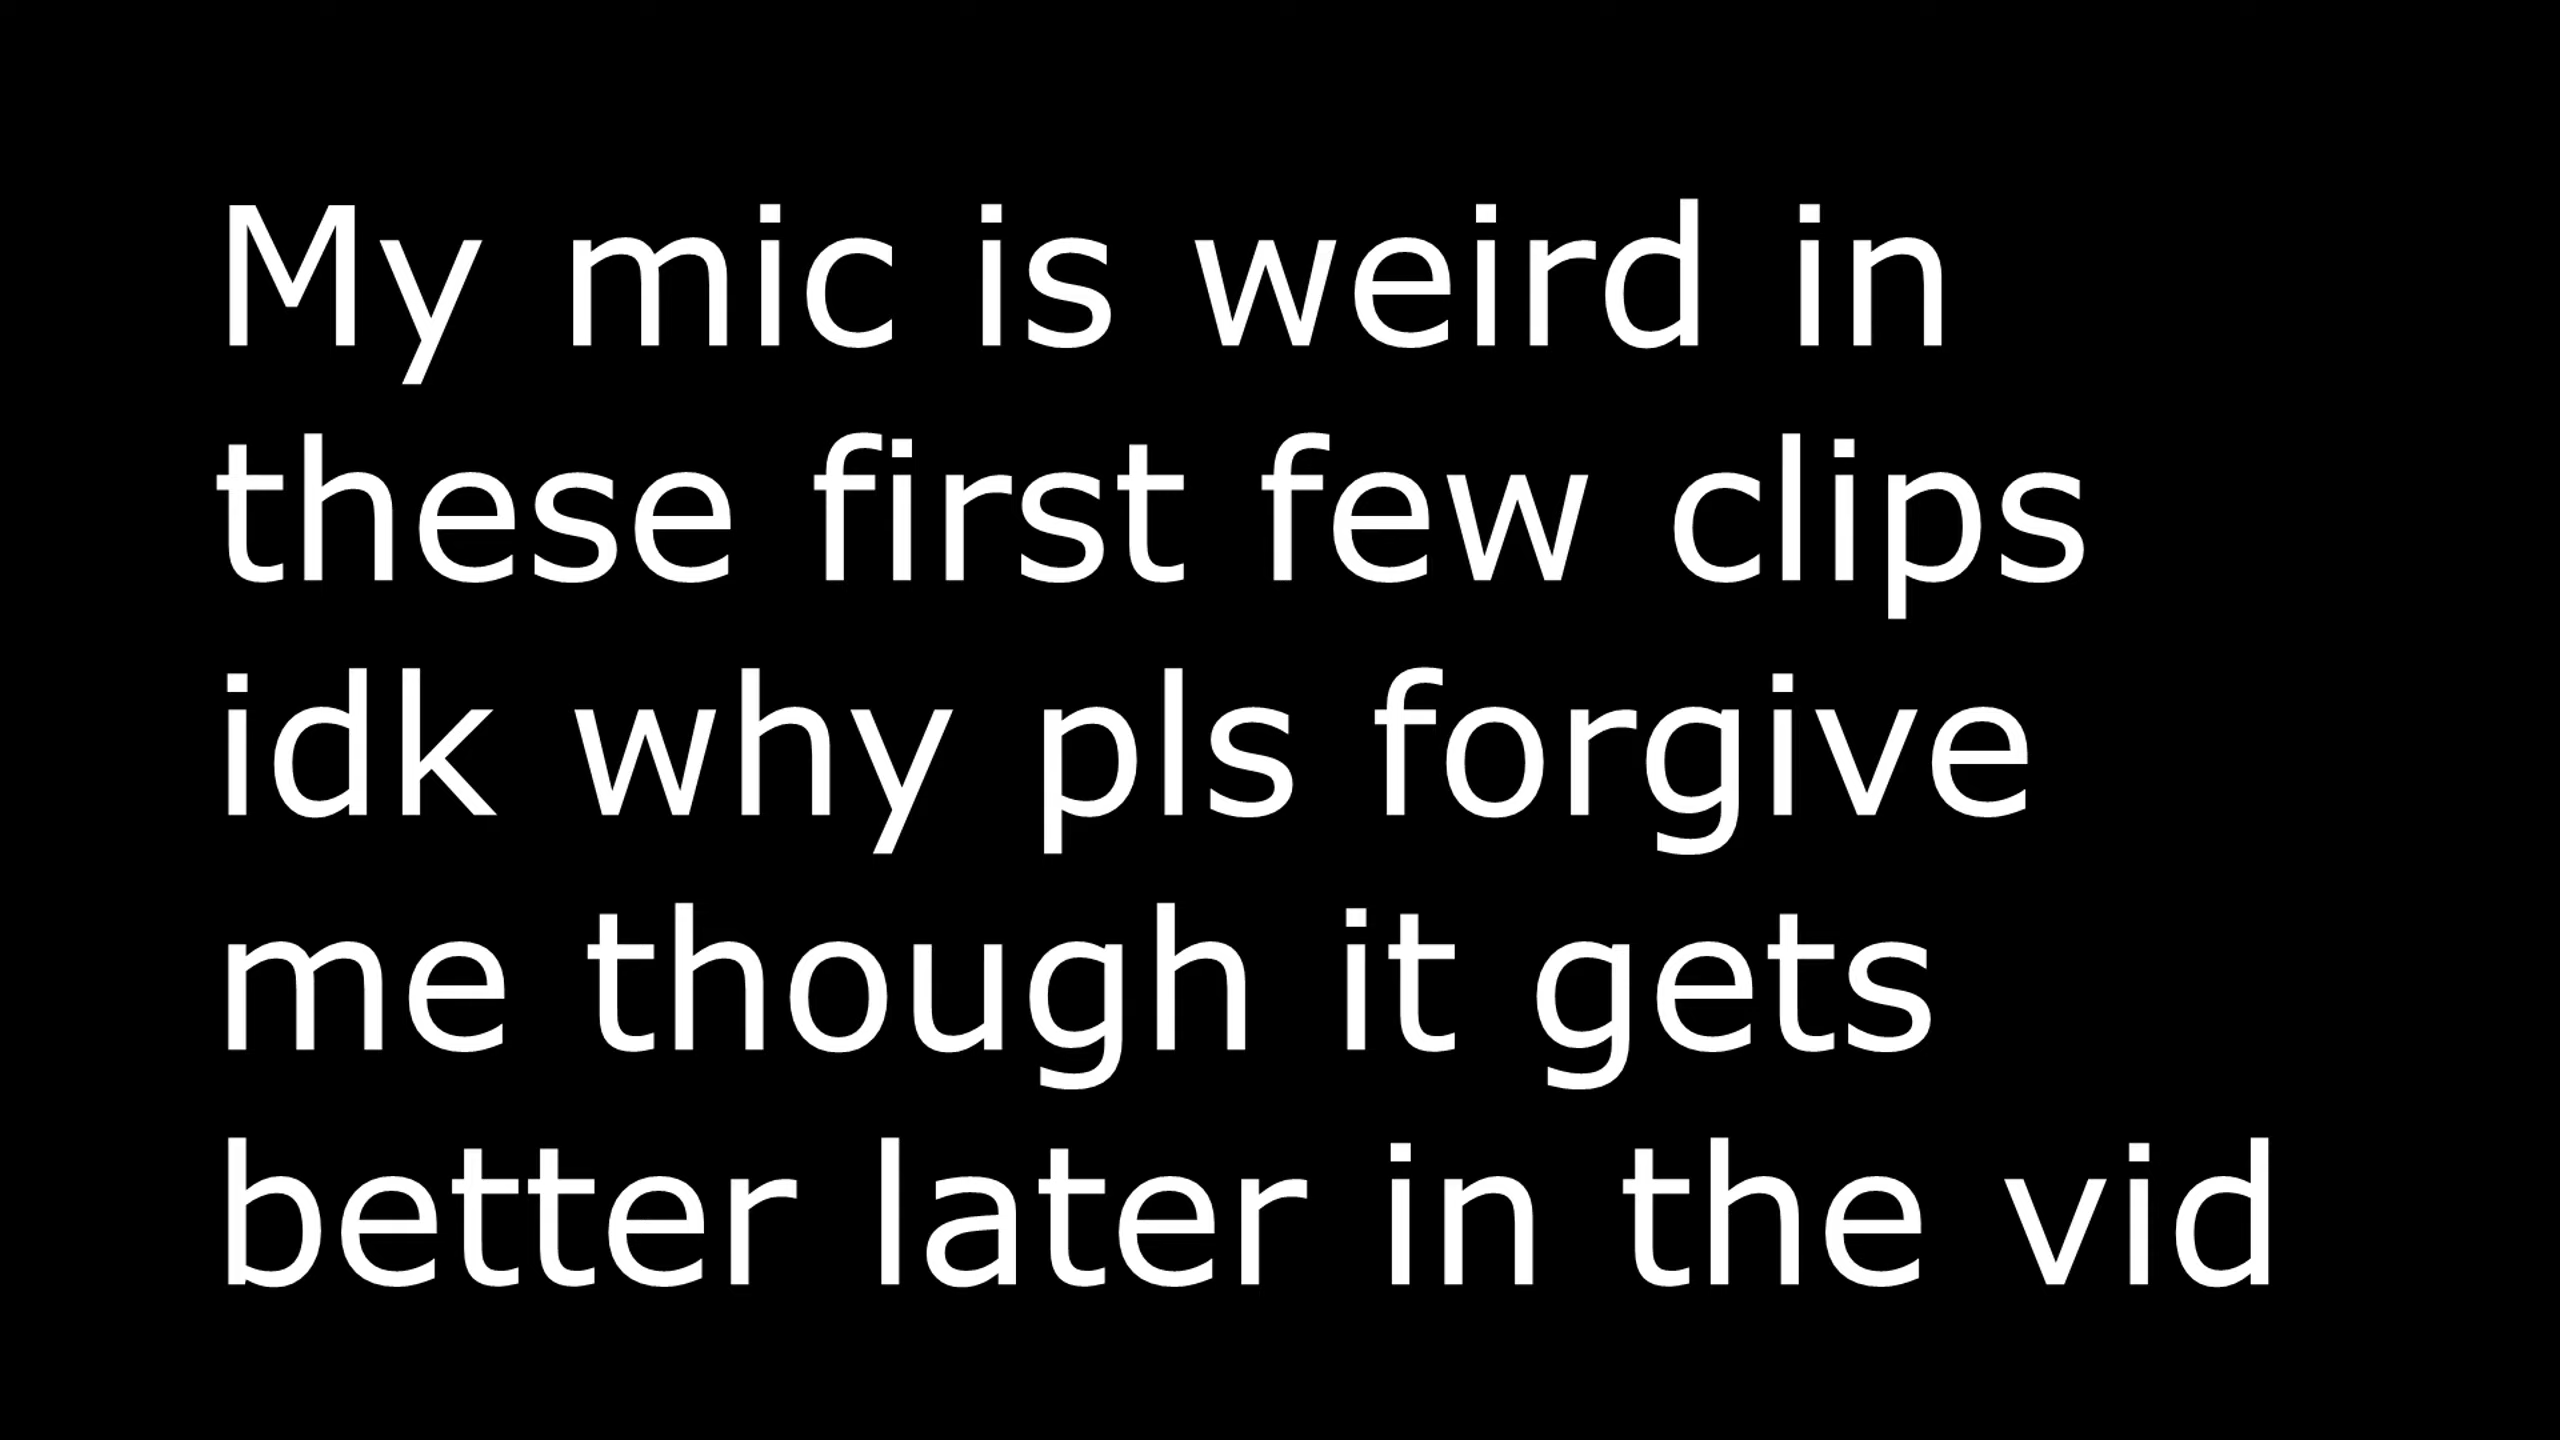 My mic is weird in
these first few clips
idk why pls forgive
me though it gets
better later in the vid